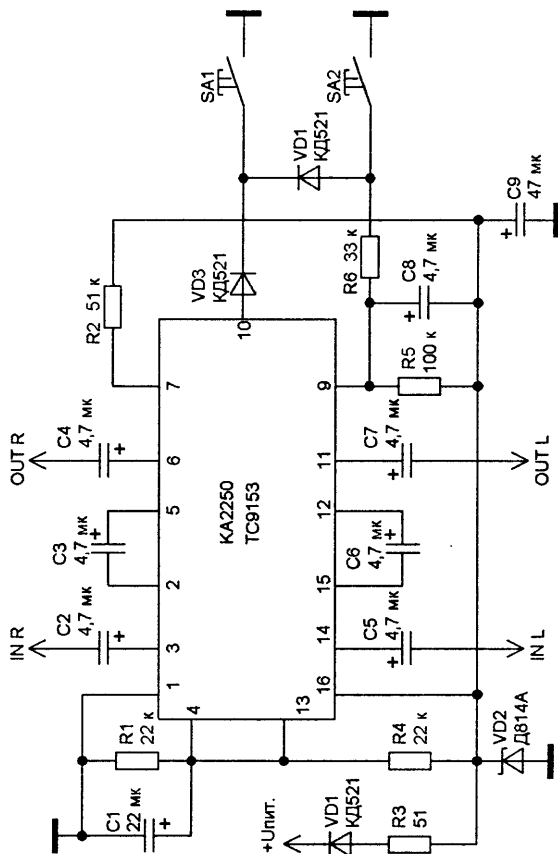 IN R
OUT R
C2
4,7 мк
C3
4,7 мк
C4
4,7 мк
R2 51 к
SA1
VD3
КД521
VD1
КД521
SA2
R6 33 к
C8
4,7 мк
C9
47 мк
R1
22 к
C1
22 мк
1
3
2
5
6
7
4
KA2250
TC9153
10
13
16
14
15
12
11
9
R5
100 к
+Uпит.
VD1
КД521
R3
51
R4
22 к
VD2
Д814А
C5
4,7 мк
C6
4,7 мк
C7
4,7 мк
IN L
OUT L